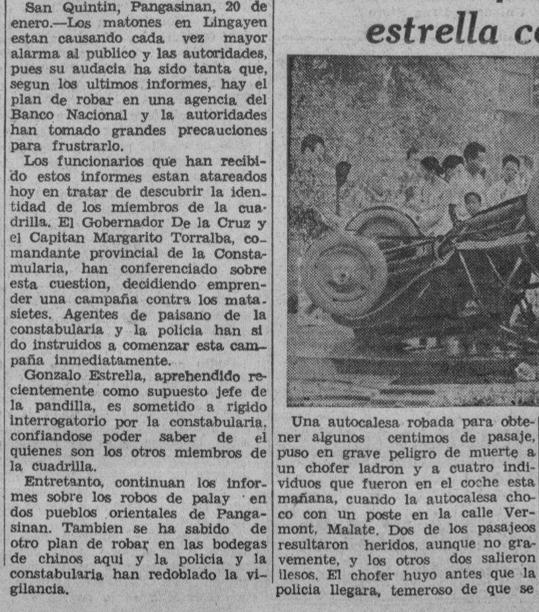 San Quintin, Pangasinan, 20 de
enero.—Los matones en Lingayen
estan causando cada vez mayor
alarma al publico y las autoridades,
pues su audacia ha sido tanta que,
segun los ultimos informes, hay el
plan de robar en una agencia del
Banco Nacional y la autoridades
han tomado grandes precauciones
para frustrarlo.
Los funcionarios que han recibi-
do estos informes estan atareados
hoy en tratar de descubrir la iden-
tidad de los miembros de la cua-
drilla. El Gobernador De la Cruz y
el Capitan Margarito Torralba, co-
mandante provincial de la Consta-
mularia, han conferenciado sobre
esta cuestion, decidiendo empren-
der una campaña contra los mata-
sietes. Agentes de paisano de la
constabularia y la policia han si
do instruidos a comenzar esta cam-
paña inmediatamente.
Gonzalo Estrella, aprehendido re-
cientemente como supuesto jefe de
la pandilla, es sometido a rigido
interrogatorio por la constabularia,
confiandose poder saber de el
quienes son los otros miembros de
la cuadrilla.
Entretanto, continuan los infor-
mes sobre los robos de palay en
dos pueblos orientales de Panga-
sinan. Tambien se ha sabido de
otro plan de robar en las bodegas
de chinos aqui y la policia y la
constabularia han redoblado la vi-
gilancia.
estrella
Una autocalesa robada para obte-
ner algunos centimos de pasaje,
puso en grave peligro de muerte a
un chofer ladron y a cuatro indi-
viduos que fueron en el coche esta
mañana, cuando la autocalesa cho-
co con un poste en la calle Ver-
mont, Malate. Dos de los pasajeos
resultaron heridos, aunque no gra-
vemente, y los otros dos salieron
ilesos. El chofer huyo antes que la
policia llegara, temeroso de que se